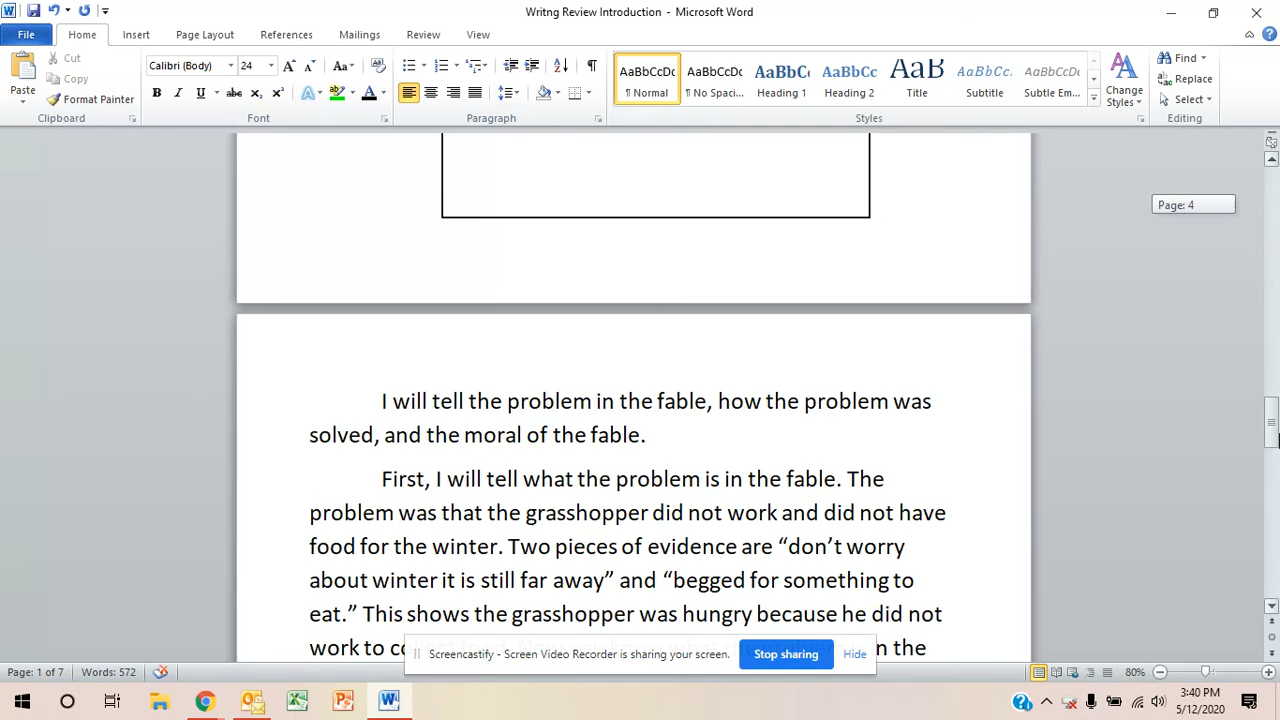 Writng Review Introduction - Microsoft Word
File Home Insert Page Layout References Mailings Review View
Paste
Cut
Copy
Format Painter
Clipboard
Calibri (Body) 24
Font
Paragraph
AaBbCcDc AaBbCcDc AaBbCc AaBbCc AaB AaBbCc. AaBbCcDc
¶ Normal ¶ No Spaci... Heading 1 Heading 2 Title Subtitle Subtle Em...
Change
Styles
Styles
Find
Replace
Select
Editing
Page: 4
I will tell the problem in the fable, how the problem was
solved, and the moral of the fable.
First, I will tell what the problem is in the fable. The
problem was that the grasshopper did not work and did not have
food for the winter. Two pieces of evidence are “don’t worry
about winter it is still far away” and “begged for something to
eat.” This shows the grasshopper was hungry because he did not
work to n the
Screencastify - Screen Video Recorder is sharing your screen. Stop sharing Hide
Page: 1 of 7 Words: 572 80%
3:40 PM
5/12/2020